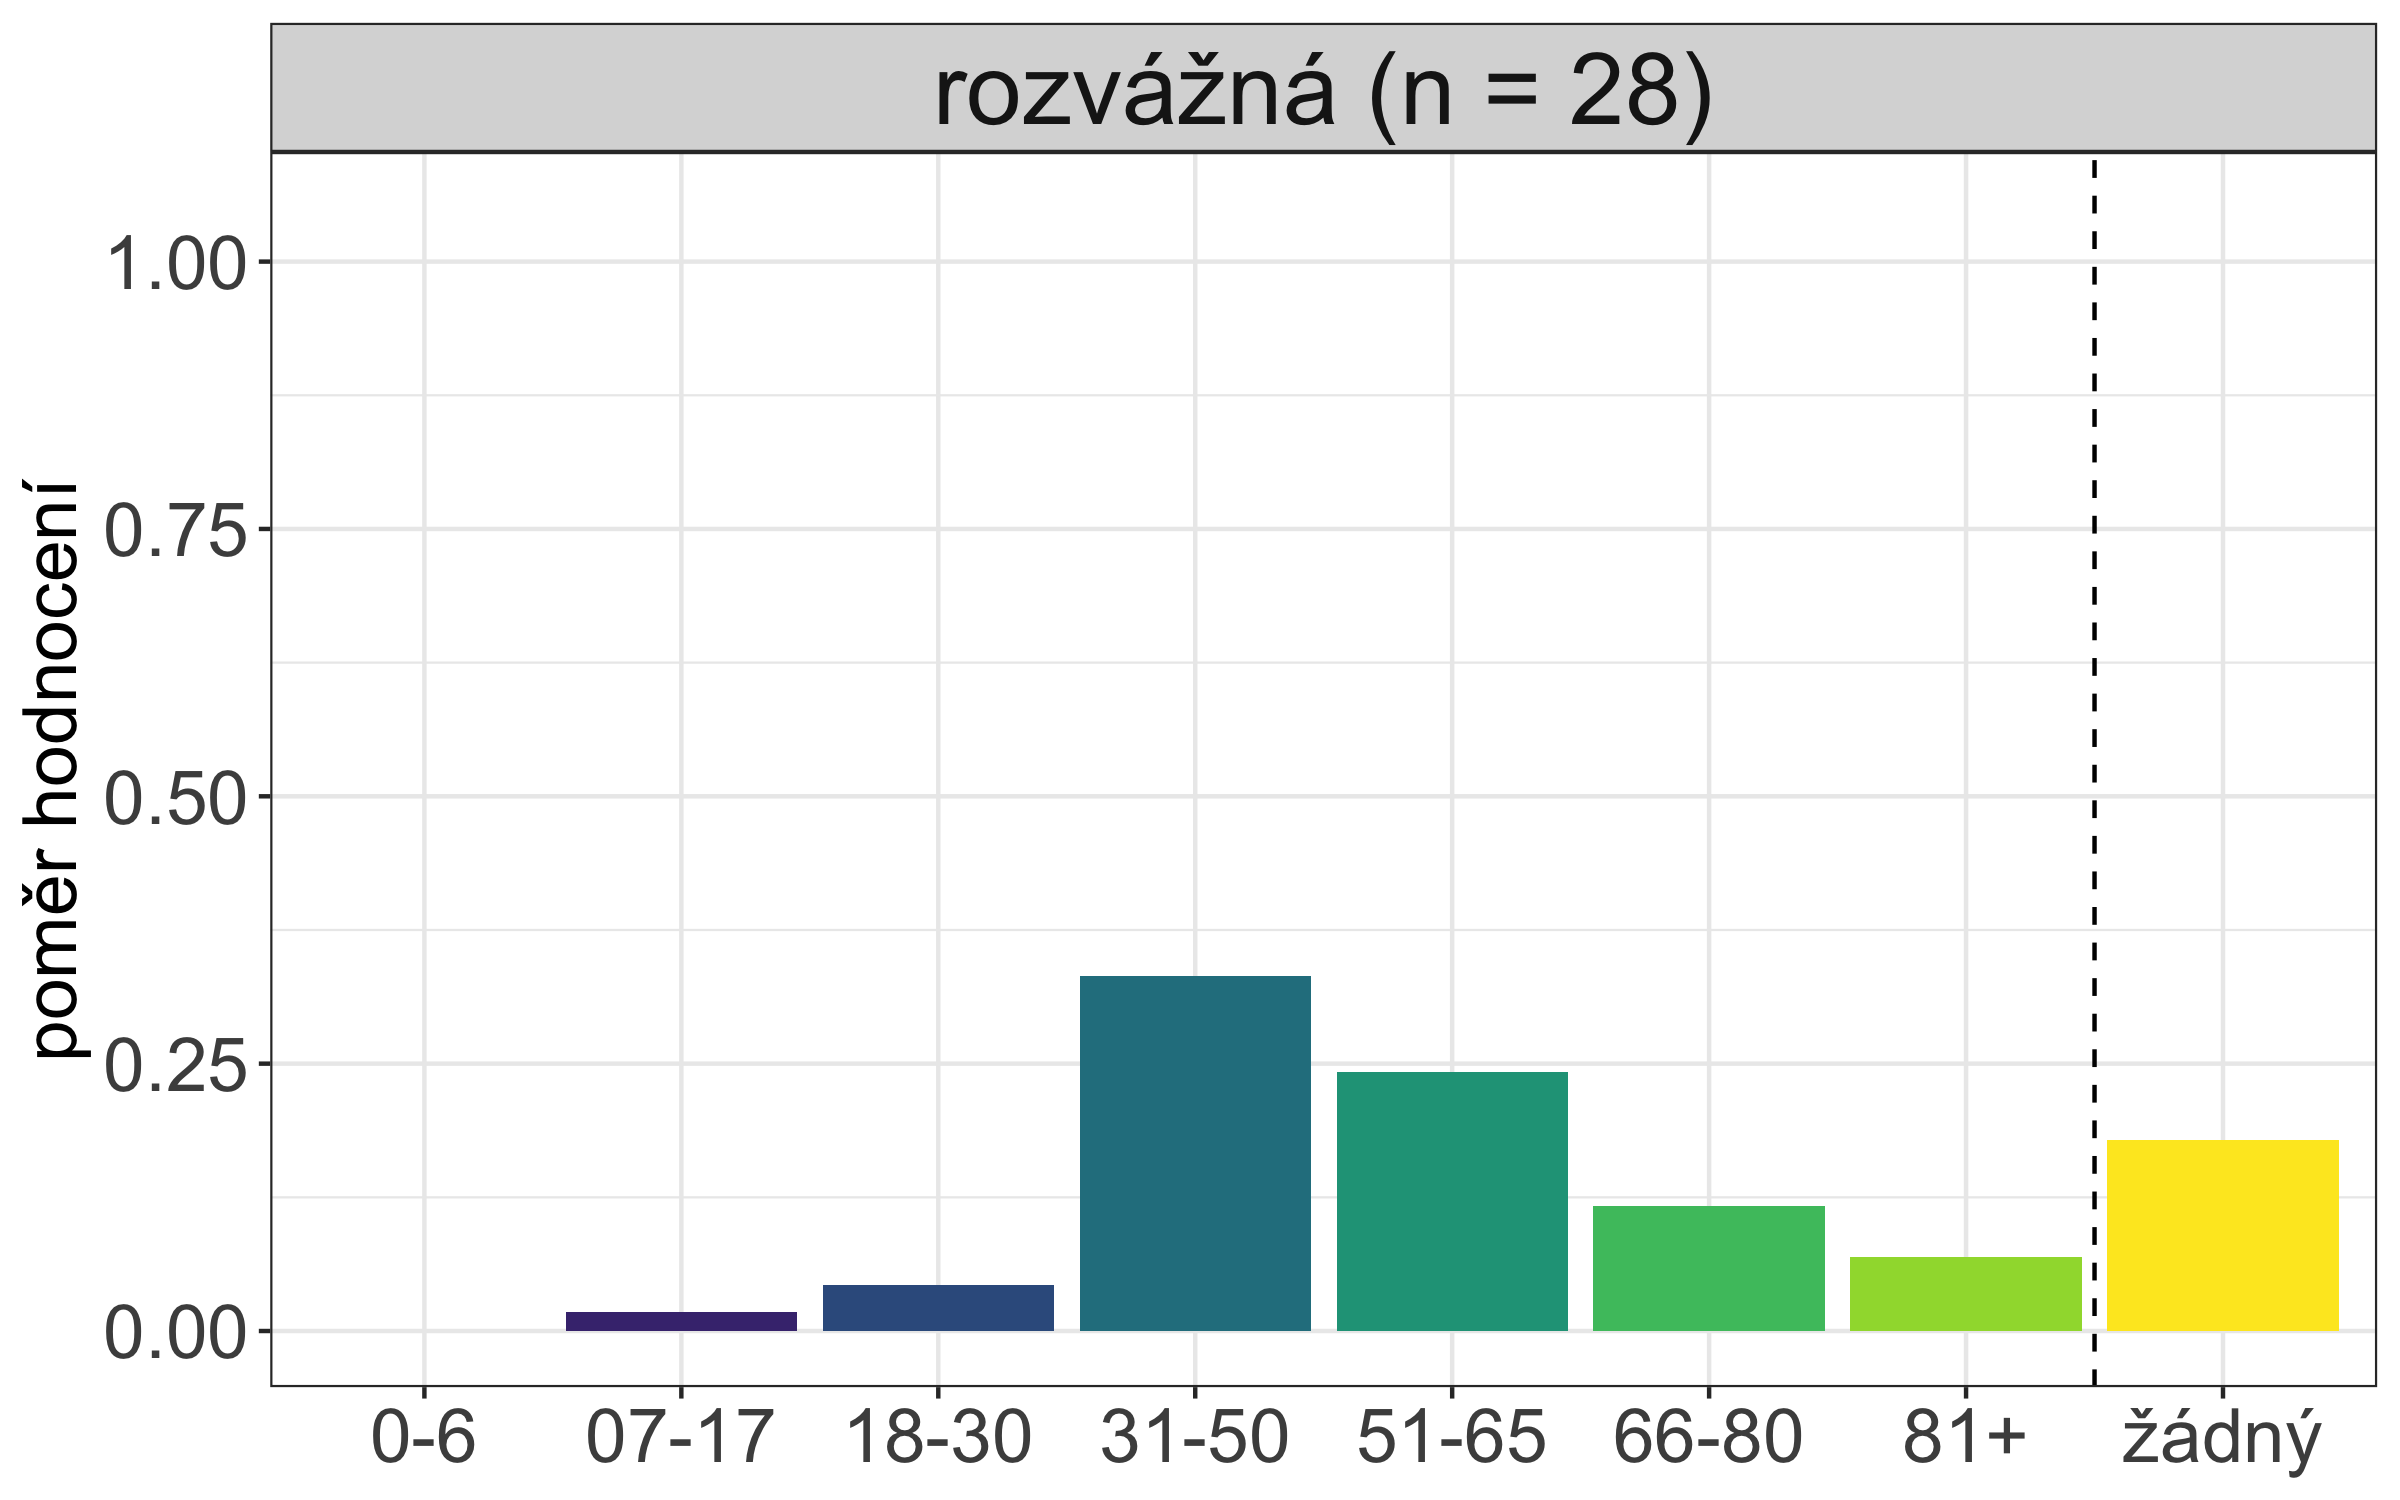 rozvážná (n = 28)
poměr hodnocení
1.00
0.75
0.50
0.25
0.00
0-6 07-17 18-30 31-50 51-65 66-80 81+ žádný